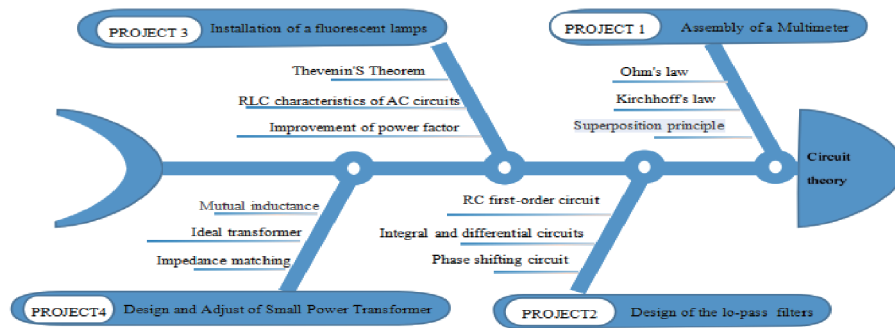 PROJECT 3 Installation of a fluorescent lamps
PROJECT 1 Assembly of a Multimeter
Thevenin'S Theorem
RLC characteristics of AC circuits
Improvement of power factor
Ohm's law
Kirchhoff's law
Superposition principle
Circuit
theory
Mutual inductance
Ideal transformer
Impedance matching
RC first-order circuit
Integral and differential circuits
Phase shifting circuit
PROJECT4 Design and Adjust of Small Power Transformer
PROJECT2 Design of the lo-pass filters